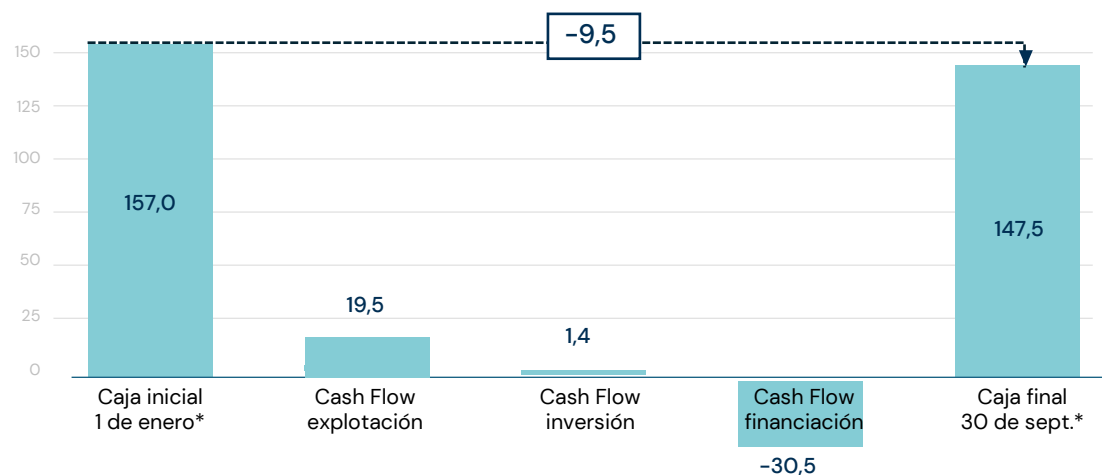 -9,5
150
125
100
75
50
25
0
157,0
19,5
1,4
-30,5
147,5
Caja inicial
1 de enero*
Cash Flow
explotación
Cash Flow
inversión
Cash Flow
financiación
Caja final
30 de sept.*